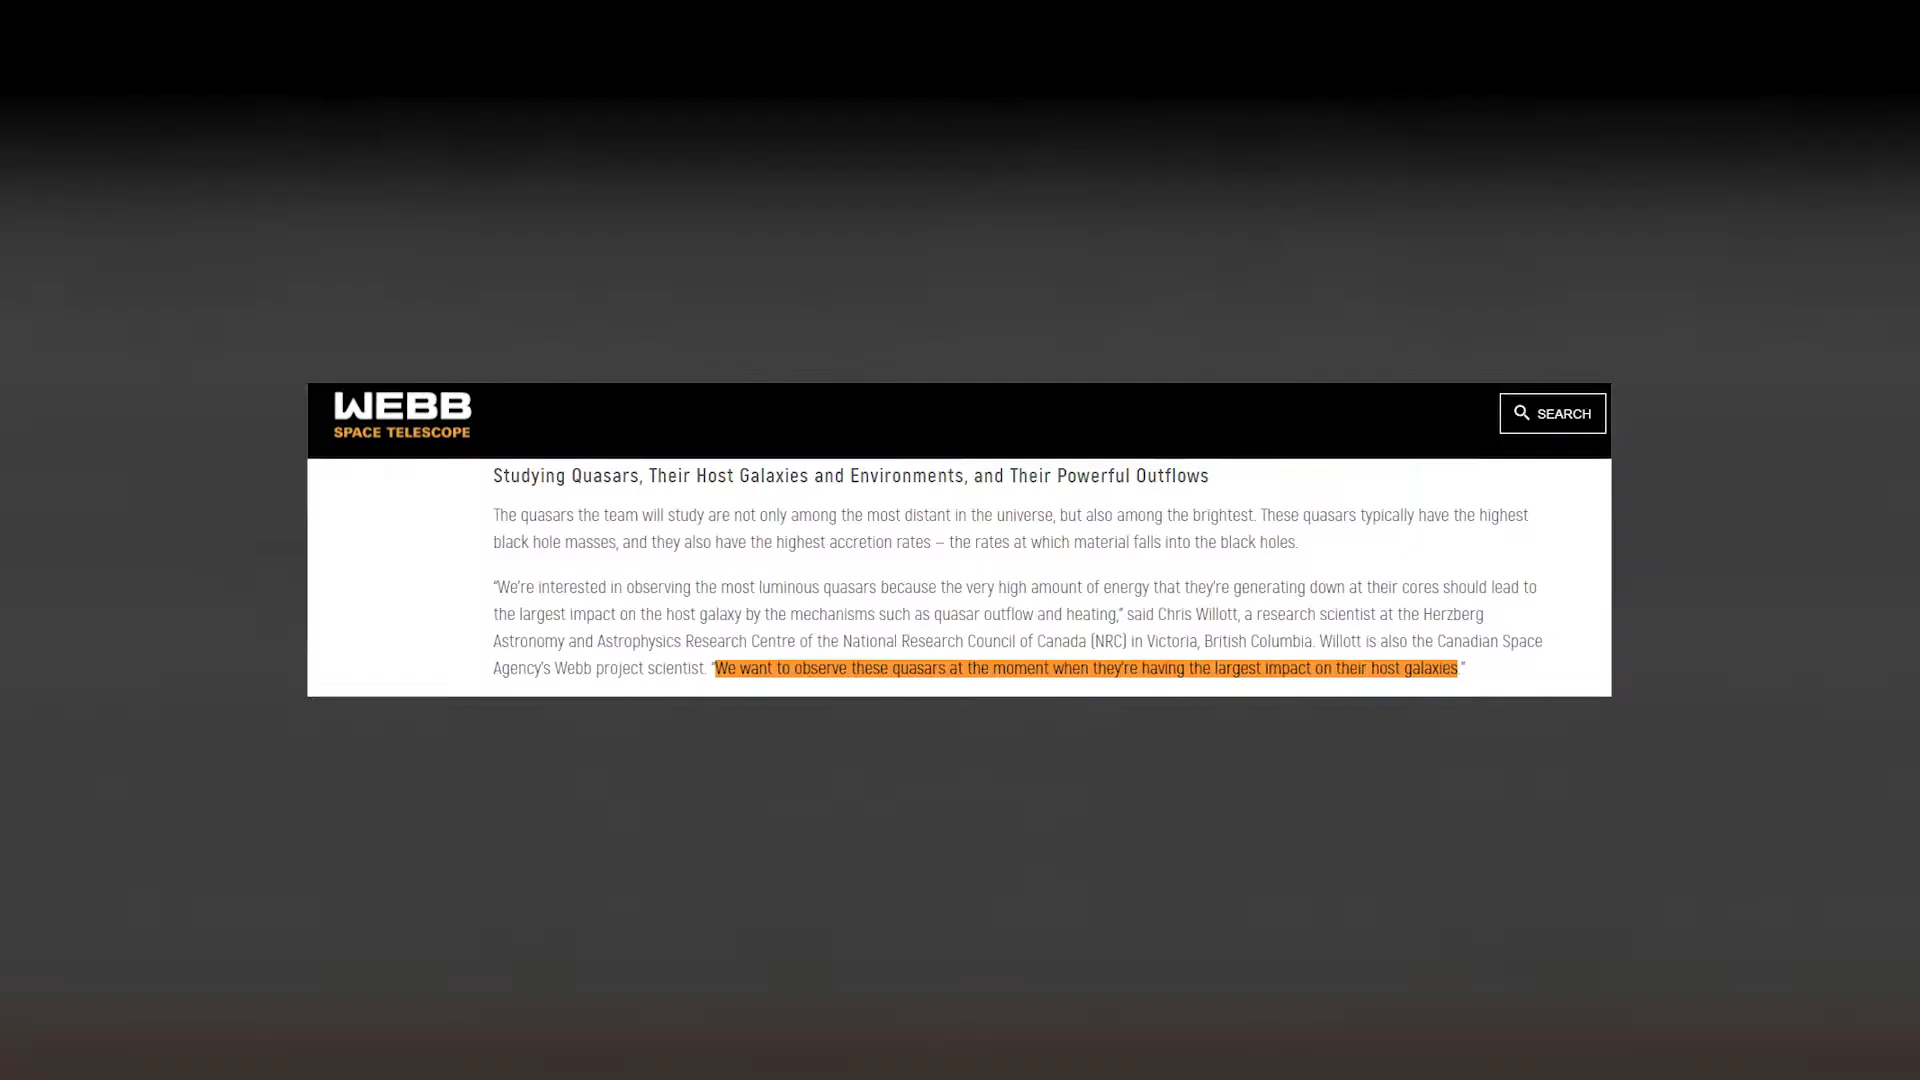 WEBB
SPACE TELESCOPE
SEARCH
Studying Quasars, Their Host Galaxies and Environments, and Their Powerful Outflows
The quasars the team will study are not only among the most distant in the universe, but also among the brightest. These quasars typically have the highest
black hole masses, and they also have the highest accretion rates – the rates at which material falls into the black holes.
“We’re interested in observing the most luminous quasars because the very high amount of energy that they’re generating down at their cores should lead to
the largest impact on the host galaxy by the mechanisms such as quasar outflow and heating,” said Chris Willott, a research scientist at the Herzberg
Astronomy and Astrophysics Research Centre of the National Research Council of Canada (NRC) in Victoria, British Columbia. Willott is also the Canadian Space
Agency’s Webb project scientist. “We want to observe these quasars at the moment when they’re having the largest impact on their host galaxies.”